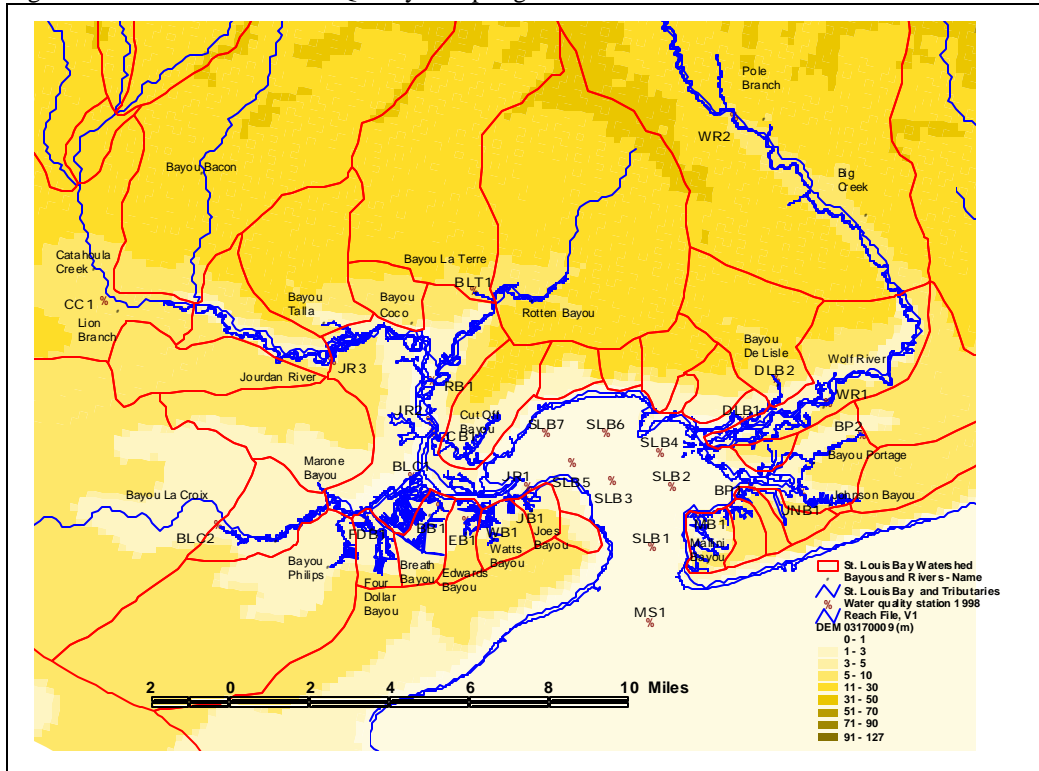 Pole
Branch
WR2
Bayou Bacon
Big
Creek
Catahoula
Creek
CC1
Lion
Branch
Bayou La Terre
BLT1
Bayou
Talla
Bayou
Coco
Rotten Bayou
Bayou
De Lisle
DLB2
Wolf River
Jourdan River
JR3
RB1
WR1
JR2
Cut Off
Bayou
CB1
SLB7
SLB6
DLB1
BP2
SLB4
Bayou Portage
Marone
Bayou
BLC1
JR1
SLB5
SLB3
SLB2
BP1
Johnson Bayou
JNB1
Bayou La Croix
BLC2
FDB1
BB1
EB1
WB1
JB1
Joes
Bayou
SLB1
MB1
Malini
Bayou
Watts
Bayou
Bayou
Philips
Breath
Bayou
Edwards
Bayou
Four
Dollar
Bayou
MS1
St. Louis Bay Watershed
Bayous and Rivers - Name
St. Louis Bay and Tributaries
Water quality station 1998
Reach File, V1
DEM 03170009 (m)
0 - 1
1 - 3
3 - 5
5 - 10
11 - 30
31 - 50
51 - 70
71 - 90
91 - 127
2 0 2 4 6 8 10 Miles